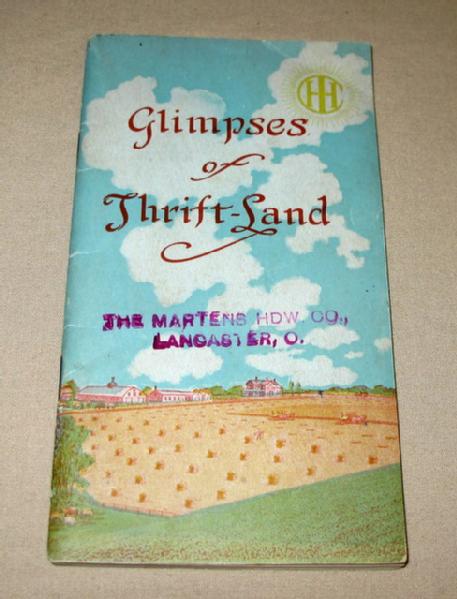 IHC
Glimpses
of
Thrift-Land
THE MARTENS HDW. CO.,
LANCASTER, O.